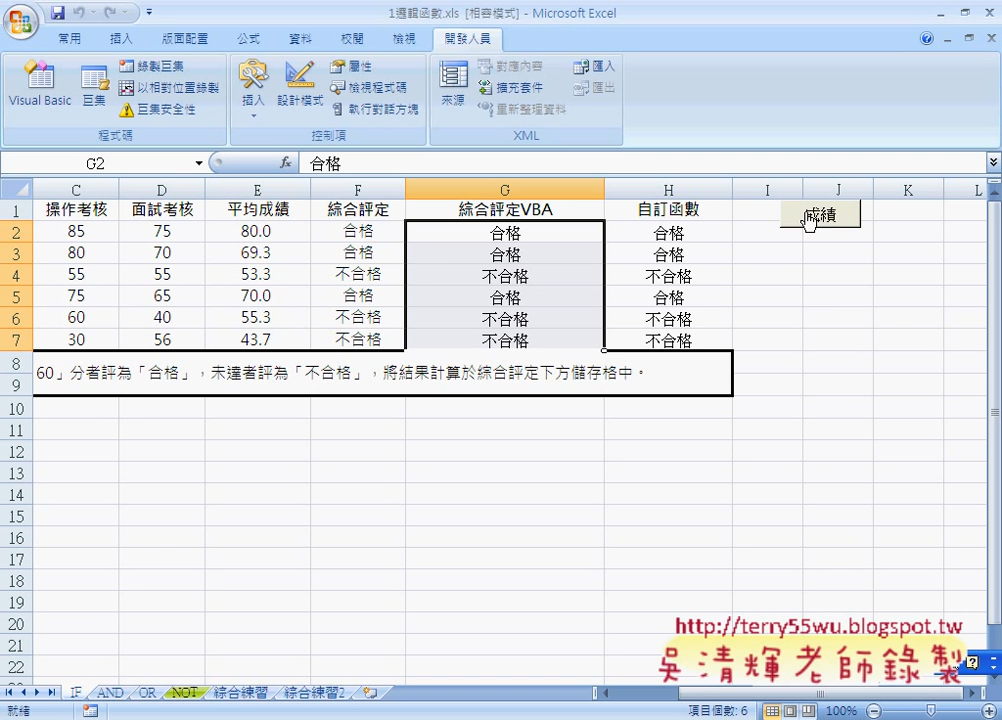 1邏輯函數.xls [相容模式] - Microsoft Excel
常用 插入 版面配置 公式 資料 校閱 檢視 開發人員
Visual Basic 巨集 錄製巨集 以相對位置錄製 巨集安全性 插入 設計模式 屬性 檢視程式碼 執行對話方塊 來源 對應內容 擴充套件 重新整理資料 匯入 匯出
程式碼 控制項 XML
G2 fx 合格
C D E F G H I J K L
1 操作考核 面試考核 平均成績 綜合評定 綜合評定VBA 自訂函數 成績
2 85 75 80.0 合格 合格 合格
3 80 70 69.3 合格 合格 合格
4 55 55 53.3 不合格 不合格 不合格
5 75 65 70.0 合格 合格 合格
6 60 40 55.3 不合格 不合格 不合格
7 30 56 43.7 不合格 不合格 不合格
8
60」分者評為「合格」，未達者評為「不合格」，將結果計算於綜合評定下方儲存格中。
9
10
11
12
13
14
15
16
17
18
19
20
21
22
http://terry55wu.blogspot.tw
吳清輝老師錄製
IF AND OR NOT 綜合練習 綜合練習2
就緒 項目個數: 6 100%